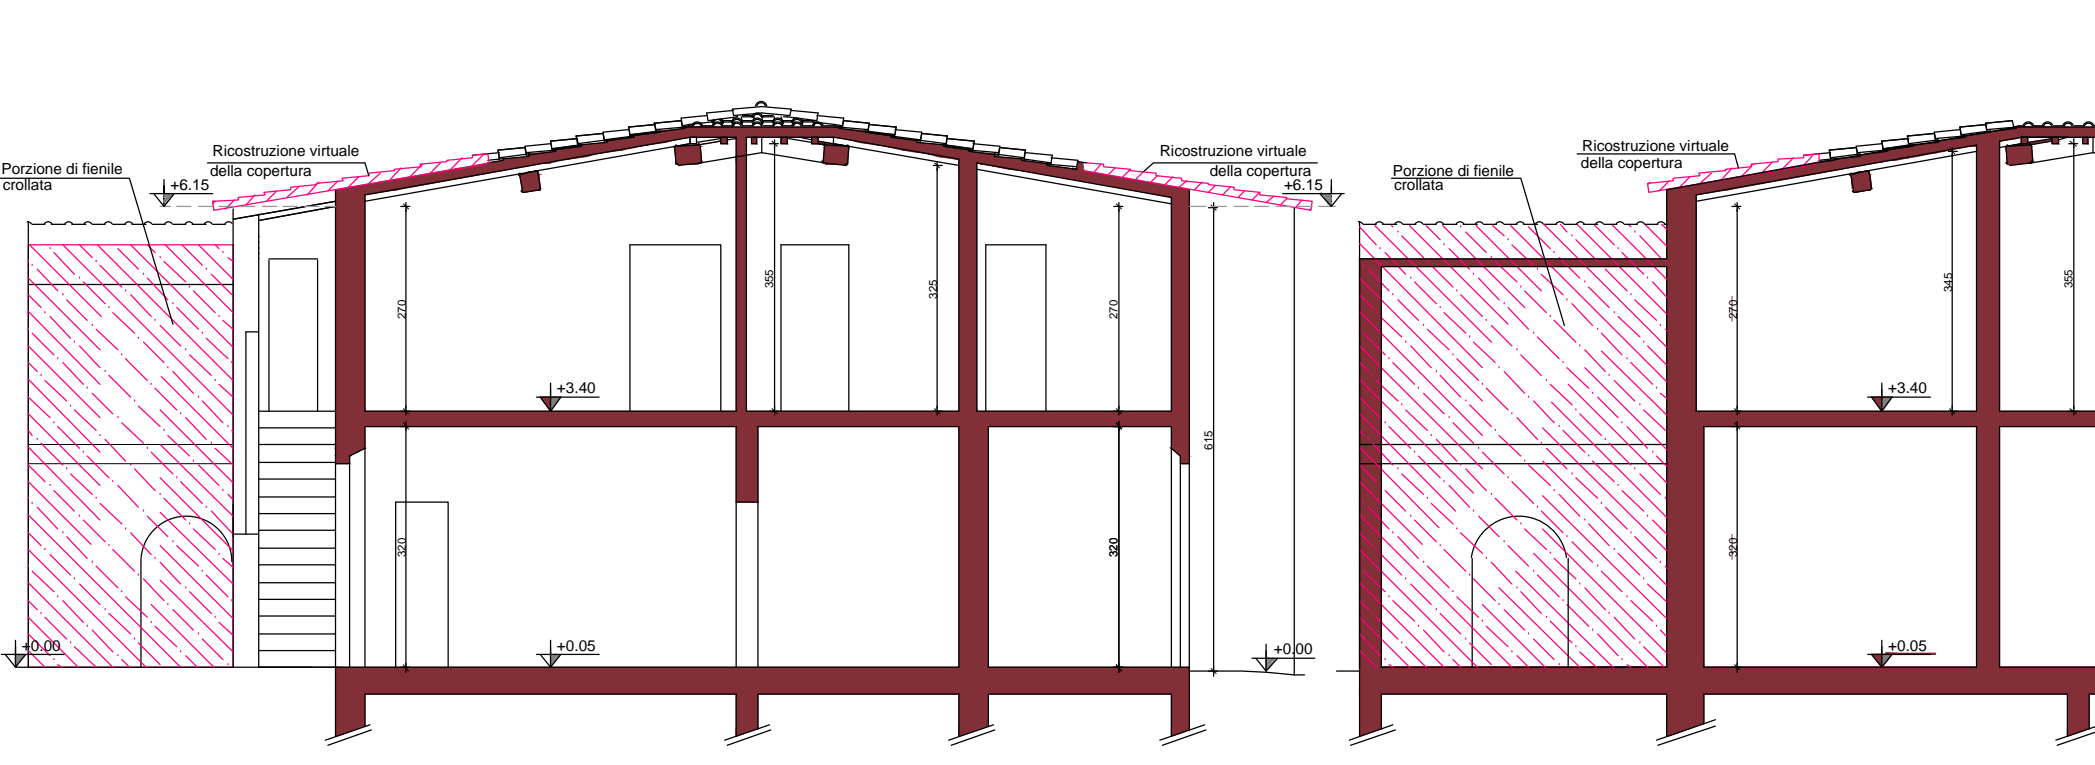 Ricostruzione virtuale
della copertura
Porzione di fienile
crollata
+6.15
Ricostruzione virtuale
della copertura
+6.15
355
325
270
270
+3.40
615
320
320
+0.00
+0.05
+0.00
Ricostruzione virtuale
della copertura
Porzione di fienile
crollata
345
355
270
+3.40
320
+0.05